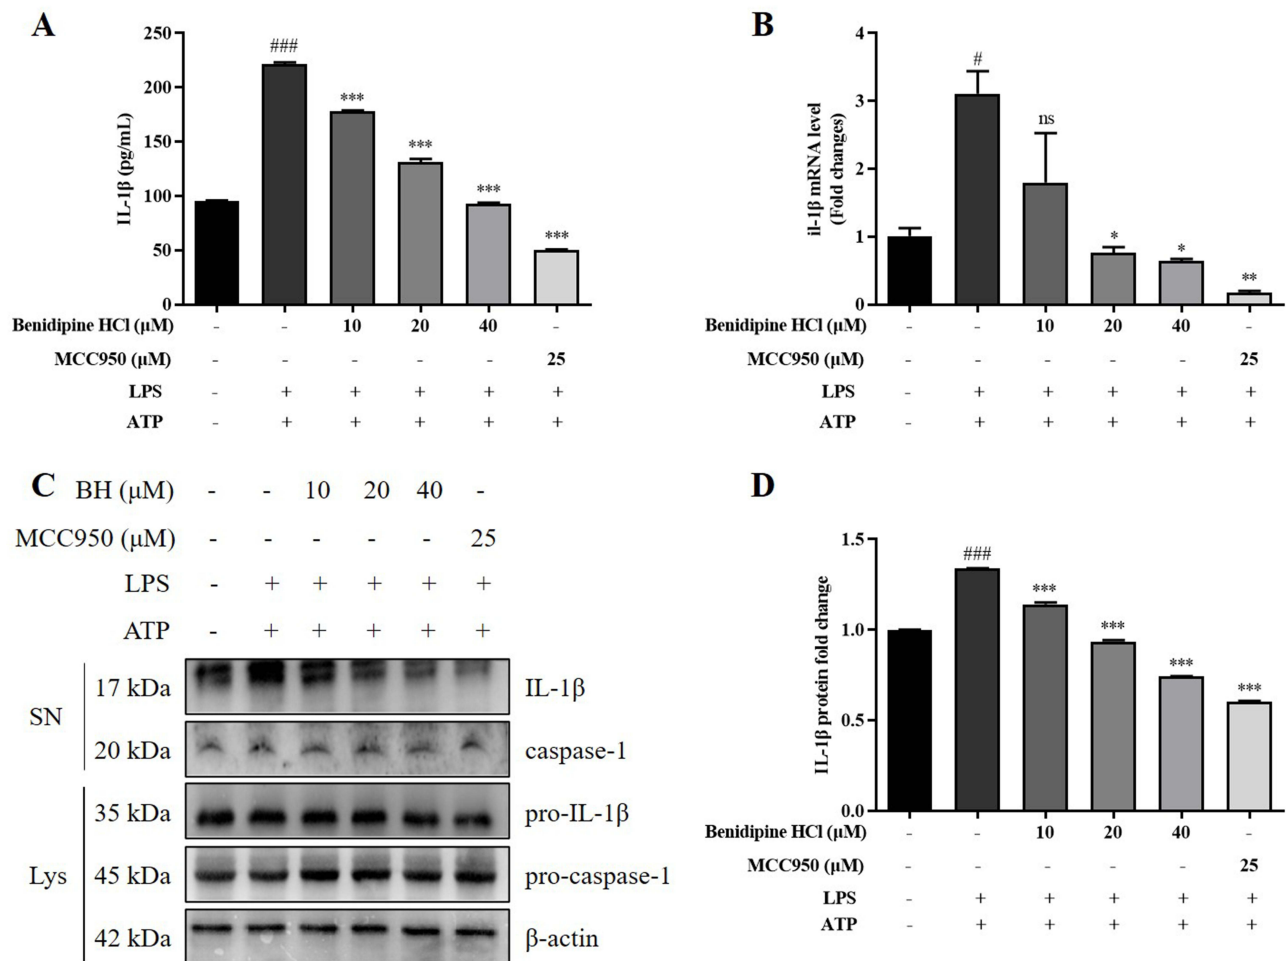 A
250
200
150
100
50
0
IL-1β (pg/mL)
###
***
***
***
***
Benidipine HCl (μM) - - 10 20 40 -
MCC950 (μM) - - - - - 25
LPS - + + + + +
ATP - + + + + +
B
4
3
2
1
0
il-1β mRNA level
(Fold changes)
#
ns
*
*
**
Benidipine HCl (μM) - - 10 20 40 -
MCC950 (μM) - - - - - 25
LPS - + + + + +
ATP - + + + + +
C
BH (μM) - - 10 20 40 -
MCC950 (μM) - - - - - 25
LPS - + + + + +
ATP - + + + + +
SN
17 kDa IL-1β
20 kDa caspase-1
Lys
35 kDa pro-IL-1β
45 kDa pro-caspase-1
42 kDa β-actin
D
1.5
1.0
0.5
0.0
IL-1β protein fold change
###
***
***
***
***
Benidipine HCl (μM) - - 10 20 40 -
MCC950 (μM) - - - - - 25
LPS - + + + + +
ATP - + + + + +